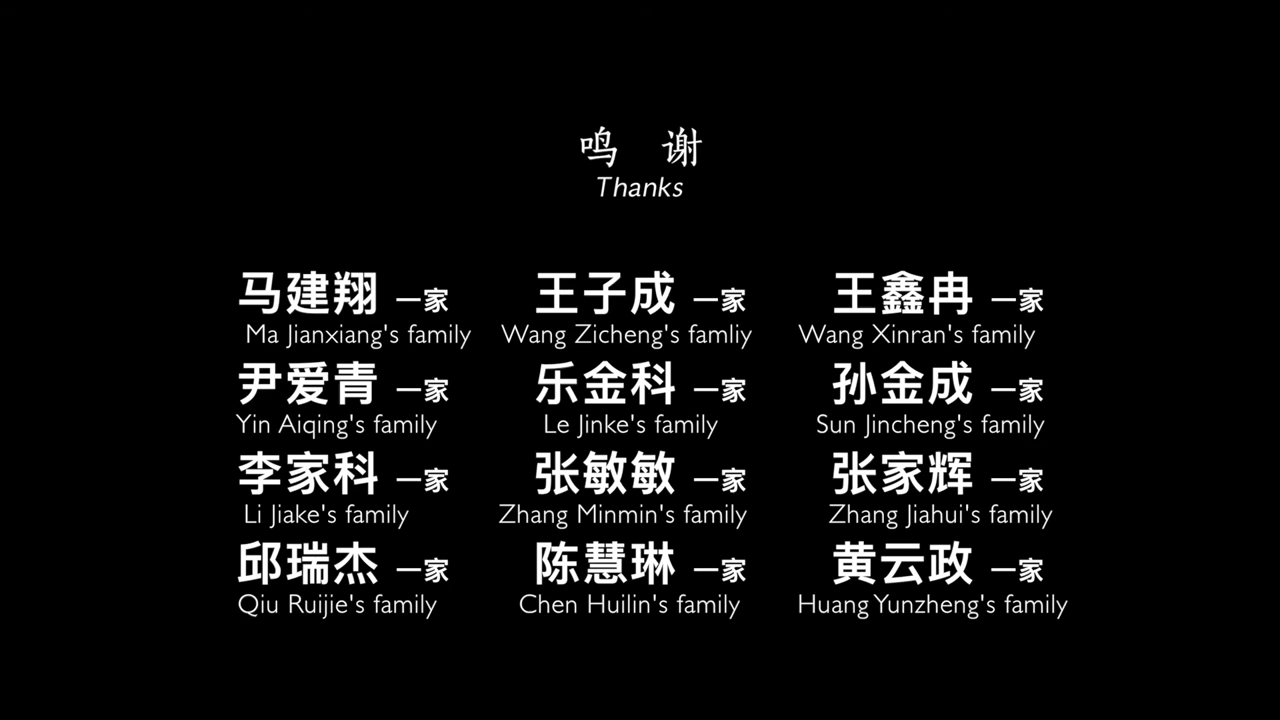 鸣 谢
Thanks
马建翔 一家 王子成 一家 王鑫冉 一家
Ma Jianxiang's family Wang Zicheng's famliy Wang Xinran's family
尹爱青 一家 乐金科 一家 孙金成 一家
Yin Aiqing's family Le Jinke's family Sun Jincheng's family
李家科 一家 张敏敏 一家 张家辉 一家
Li Jiake's family Zhang Minmin's family Zhang Jiahui's family
邱瑞杰 一家 陈慧琳 一家 黄云政 一家
Qiu Ruijie's family Chen Huilin's family Huang Yunzheng's family